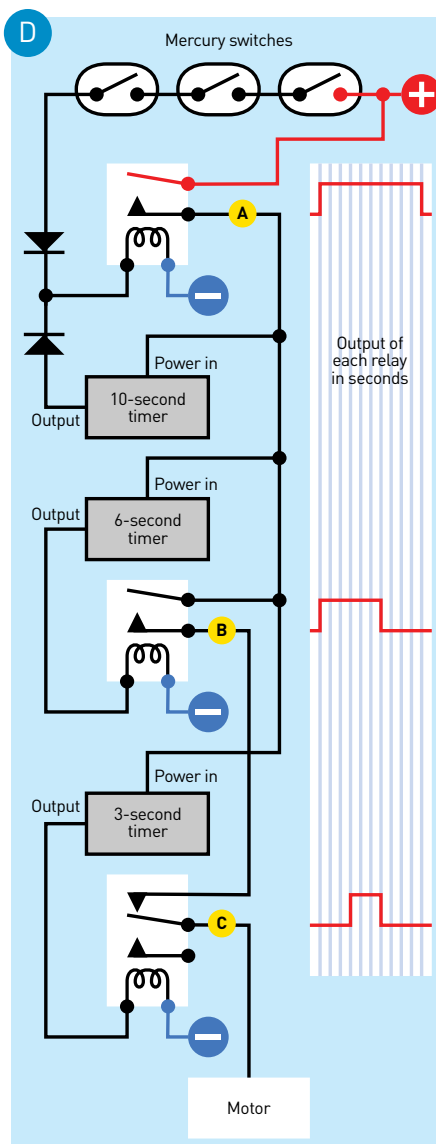 D
Mercury switches
+
A
−
Output of
each relay
in seconds
Power in
Output
10-second
timer
Power in
Output
6-second
timer
B
−
Power in
Output
3-second
timer
C
−
Motor